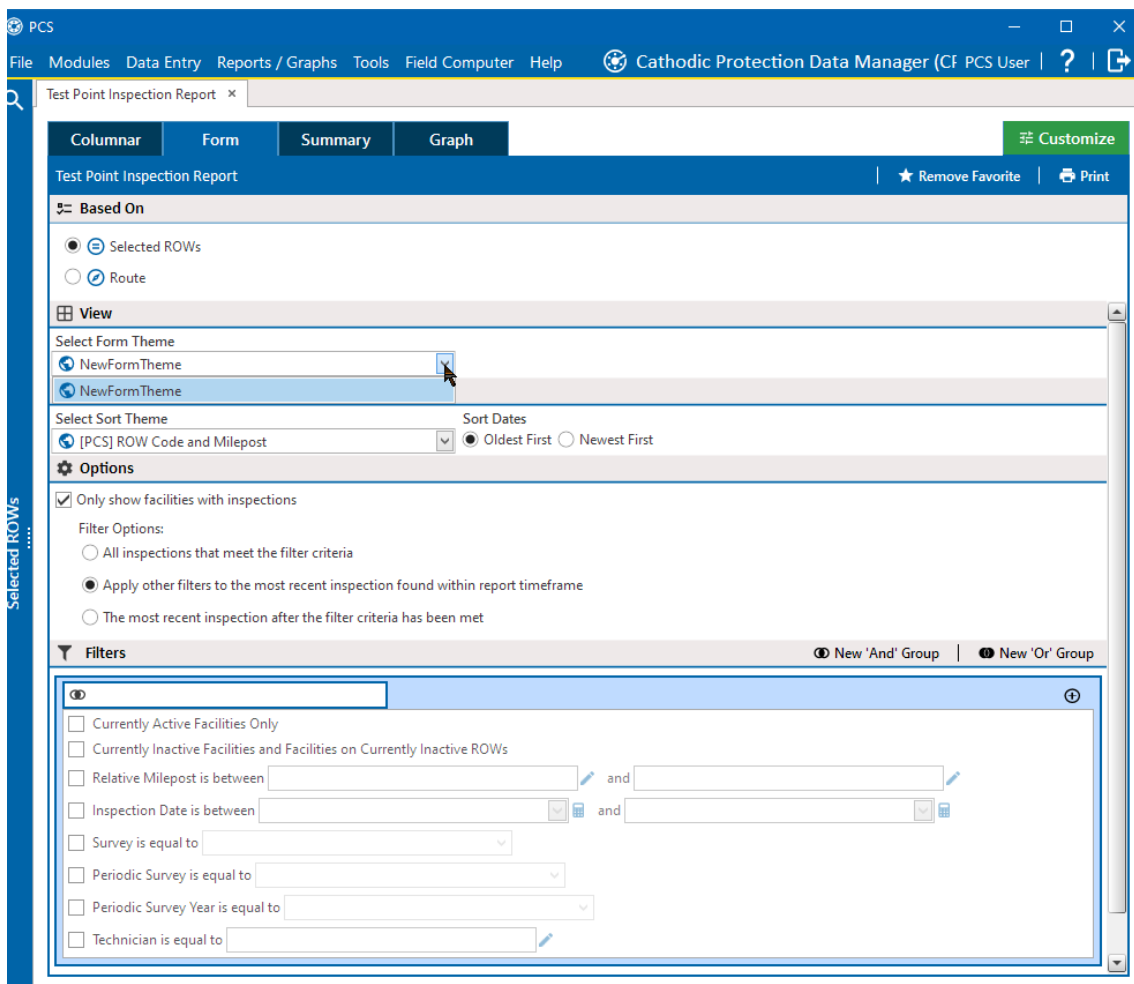 PCS
File Modules Data Entry Reports / Graphs Tools Field Computer Help Cathodic Protection Data Manager (CF PCS User ?
Test Point Inspection Report ×
Columnar Form Summary Graph Customize
Test Point Inspection Report Remove Favorite Print
Based On
Selected ROWs
Route
View
Select Form Theme
NewFormTheme
NewFormTheme
Select Sort Theme Sort Dates
[PCS] ROW Code and Milepost Oldest First Newest First
Options
Only show facilities with inspections
Filter Options:
All inspections that meet the filter criteria
Apply other filters to the most recent inspection found within report timeframe
The most recent inspection after the filter criteria has been met
Selected ROWs
Filters New 'And' Group New 'Or' Group
Currently Active Facilities Only
Currently Inactive Facilities and Facilities on Currently Inactive ROWs
Relative Milepost is between and
Inspection Date is between and
Survey is equal to
Periodic Survey is equal to
Periodic Survey Year is equal to
Technician is equal to